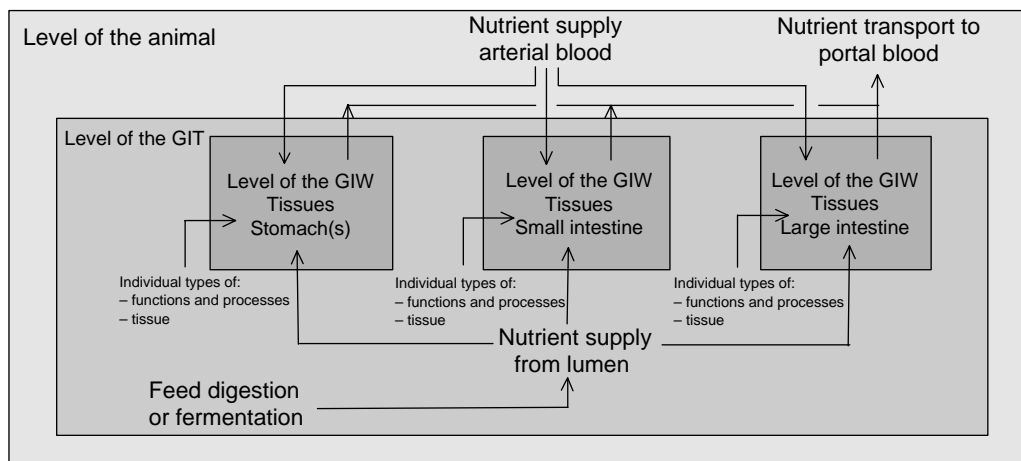 Level of the animal
Nutrient supply
arterial blood
Nutrient transport to
portal blood
Level of the GIT
Level of the GIW
Tissues
Stomach(s)
Level of the GIW
Tissues
Small intestine
Level of the GIW
Tissues
Large intestine
Individual types of:
– functions and processes
– tissue
Individual types of:
– functions and processes
– tissue
Individual types of:
– functions and processes
– tissue
Nutrient supply
from lumen
Feed digestion
or fermentation